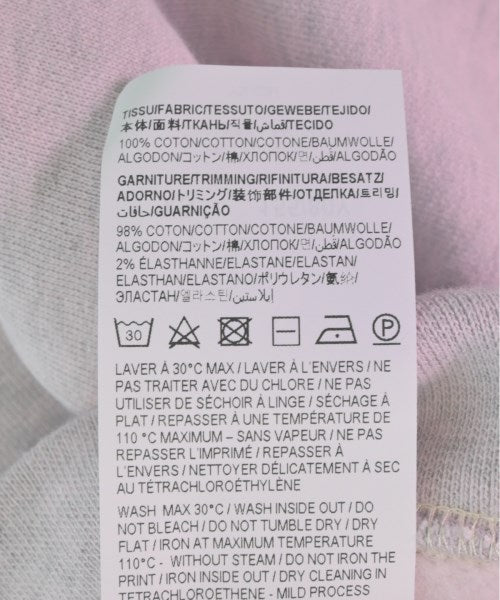 TISSU/FABRIC/TESSUTO/GEWEBE/TEJIDO/
本体/面料/ТКАНЬ/직물/قماش/TECIDO
100% COTON/COTTON/COTONE/BAUMWOLLE/
ALGODON/コットン/棉/ХЛОПОК/면/قطن/ALGODÃO
GARNITURE/TRIMMING/RIFINITURA/BESATZ/
ADORNO/トリミング/装饰部件/ОТДЕЛКА/트리밍/
حافات/GUARNIÇÃO
98% COTON/COTTON/COTONE/BAUMWOLLE/
ALGODON/コットン/棉/ХЛОПОК/면/قطن/ALGODÃO
2% ÉLASTHANNE/ELASTANE/ELASTAN/
ELASTHAN/ELASTANO/ポリウレタン/氨纶/
ЭЛАСТАН/엘라스틴/إيلاستين
30 P
LAVER À 30°C MAX / LAVER À L'ENVERS / NE
PAS TRAITER AVEC DU CHLORE / NE PAS
UTILISER DE SÉCHOIR À LINGE / SÉCHAGE À
PLAT / REPASSER À UNE TEMPÉRATURE DE
110 °C MAXIMUM – SANS VAPEUR / NE PAS
REPASSER L'IMPRIMÉ / REPASSER À
L'ENVERS / NETTOYER DÉLICATEMENT À SEC
AU TÉTRACHLOROÉTHYLÈNE
WASH MAX 30°C / WASH INSIDE OUT / DO
NOT BLEACH / DO NOT TUMBLE DRY / DRY
FLAT / IRON AT MAXIMUM TEMPERATURE
110°C - WITHOUT STEAM / DO NOT IRON THE
PRINT / IRON INSIDE OUT / DRY CLEANING IN
TETRACHLOROETHENE - MILD PROCESS